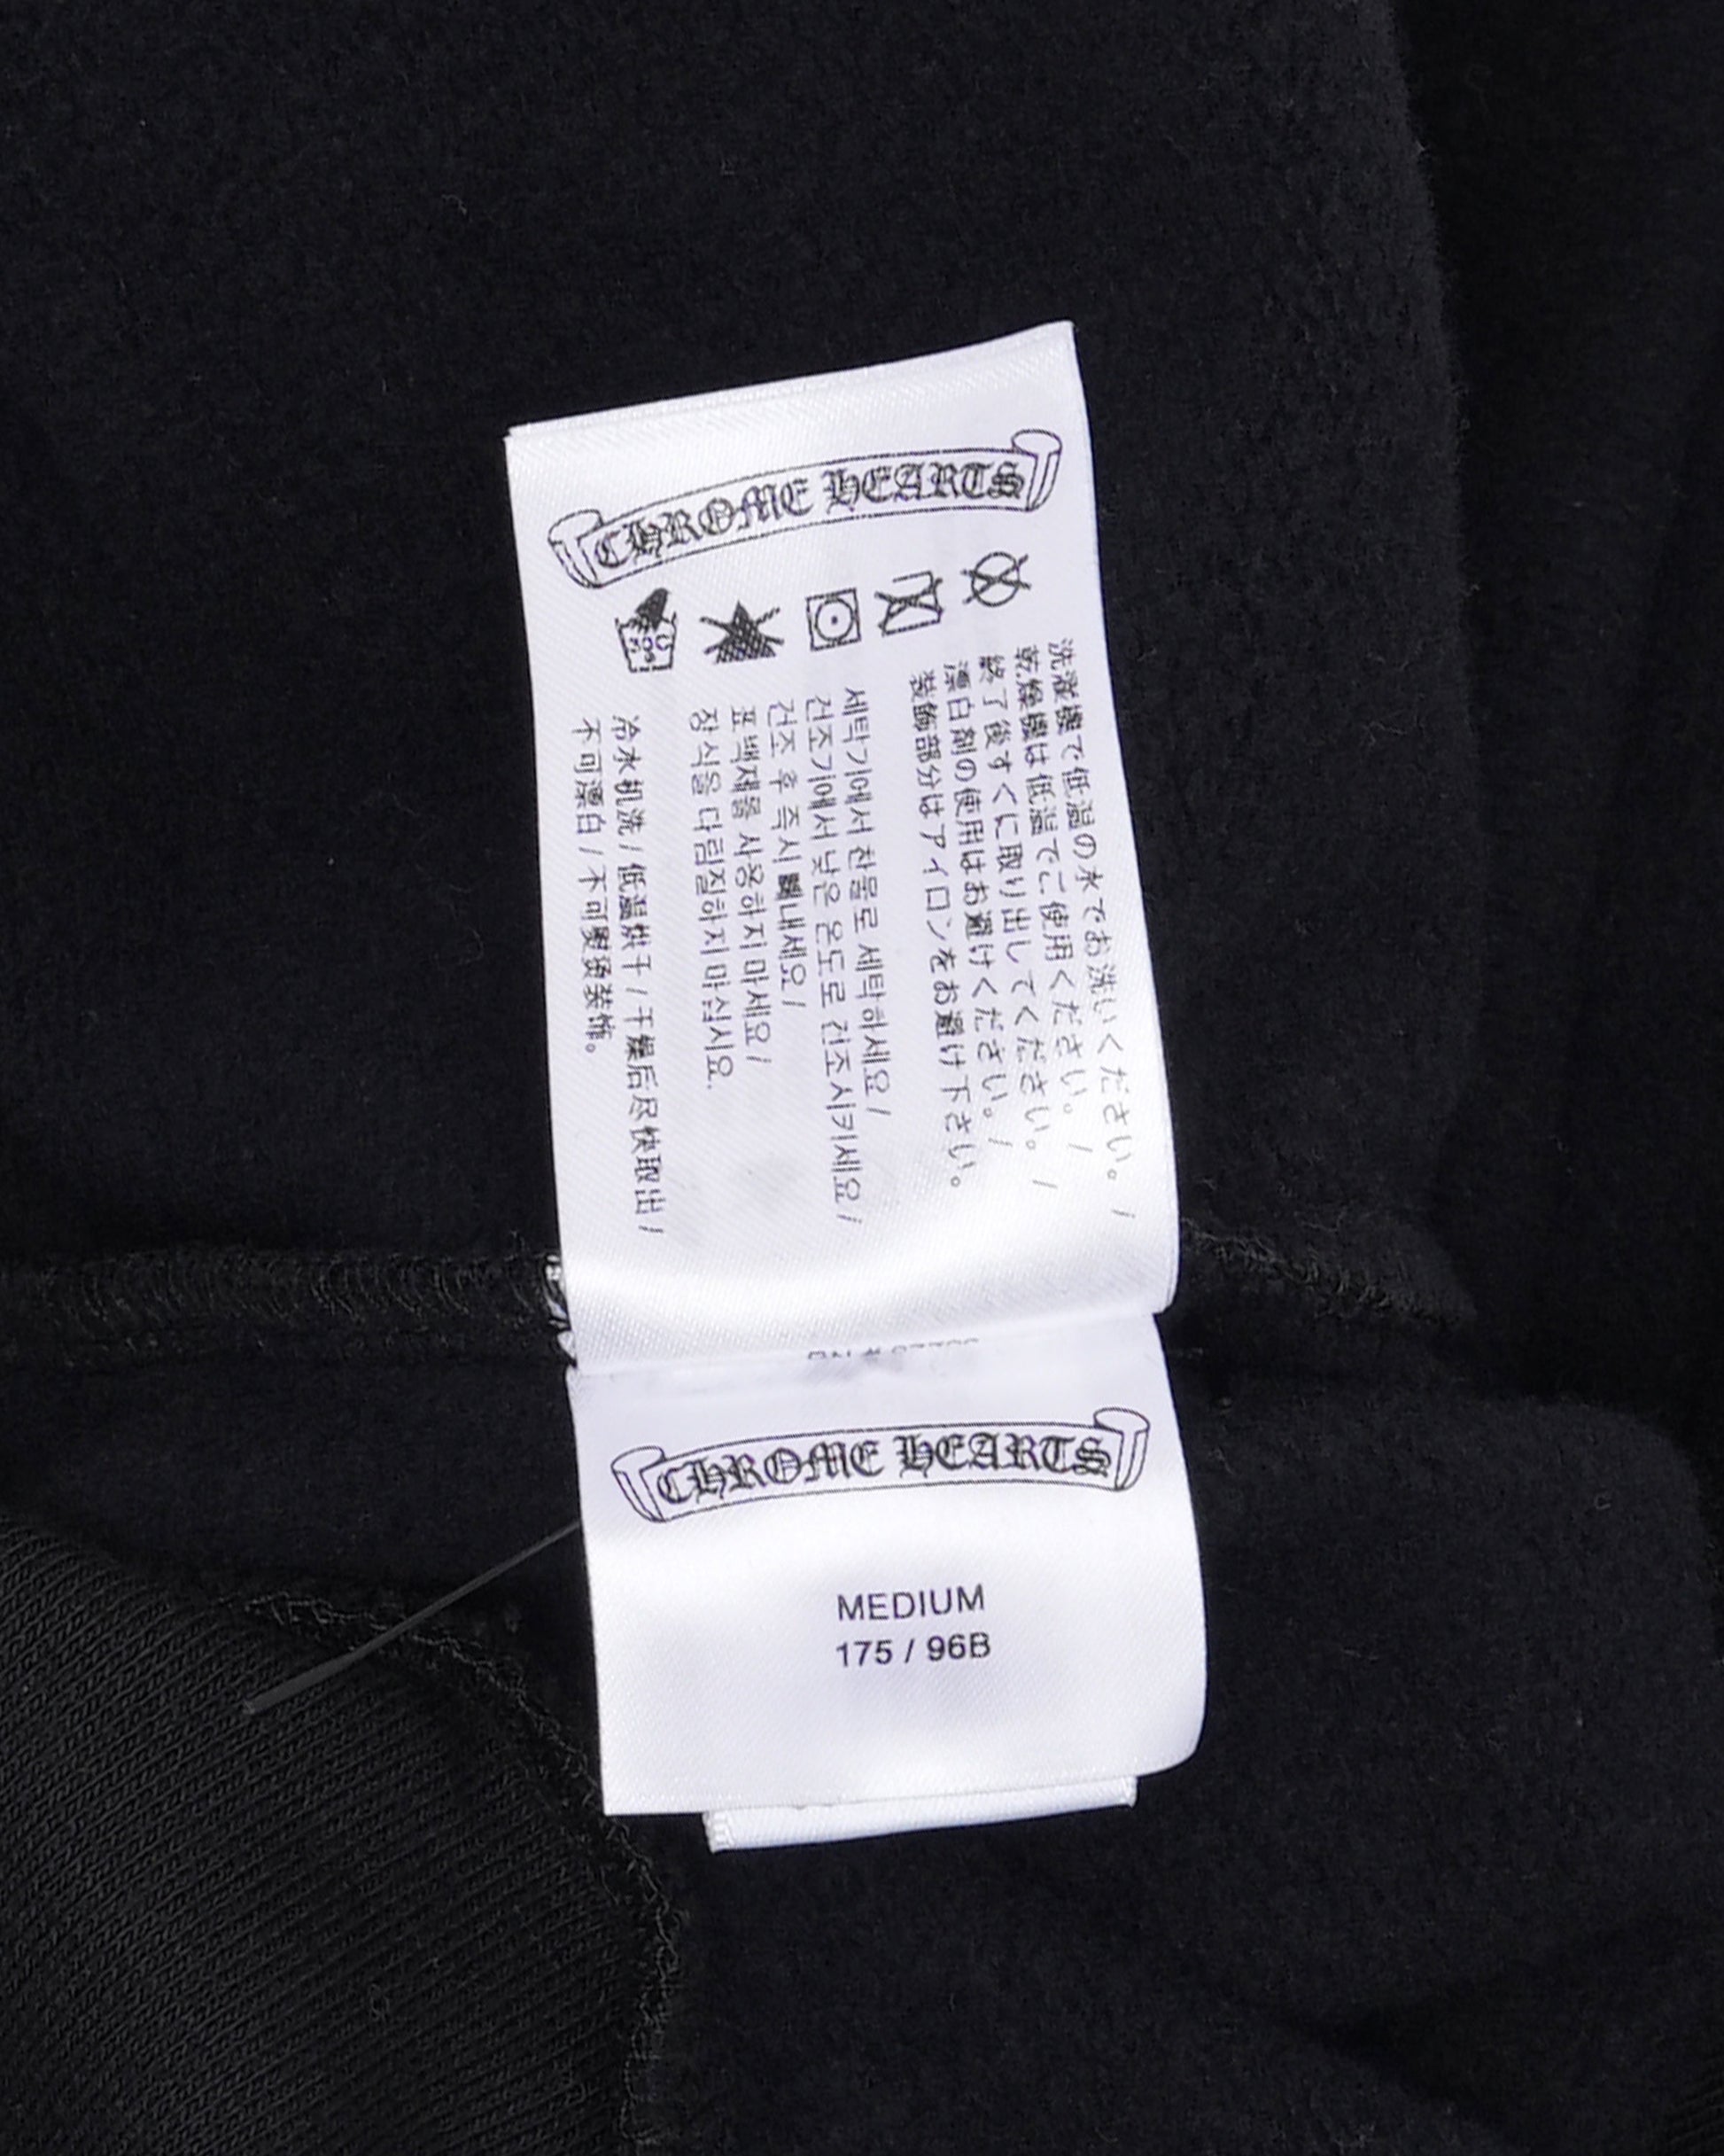 CHROME HEARTS
洗濯機で低温の水でお洗いください。/
乾燥機は低温でご使用ください。/
終了後すぐに取り出してください。/
漂白剤の使用はお避けください。/
装飾部分はアイロンをお避け下さい。
세탁기에서 찬물로 세탁하세요 /
건조기에서 낮은 온도로 건조시키세요 /
건조 후 즉시 빼내세요 /
표백제를 사용하지 마세요 /
장식을 다림질하지 마십시요.
冷水机洗 / 低温烘干 / 干燥后尽快取出 /
不可漂白 / 不可熨烫装饰。
CHROME HEARTS
MEDIUM
175 / 96B